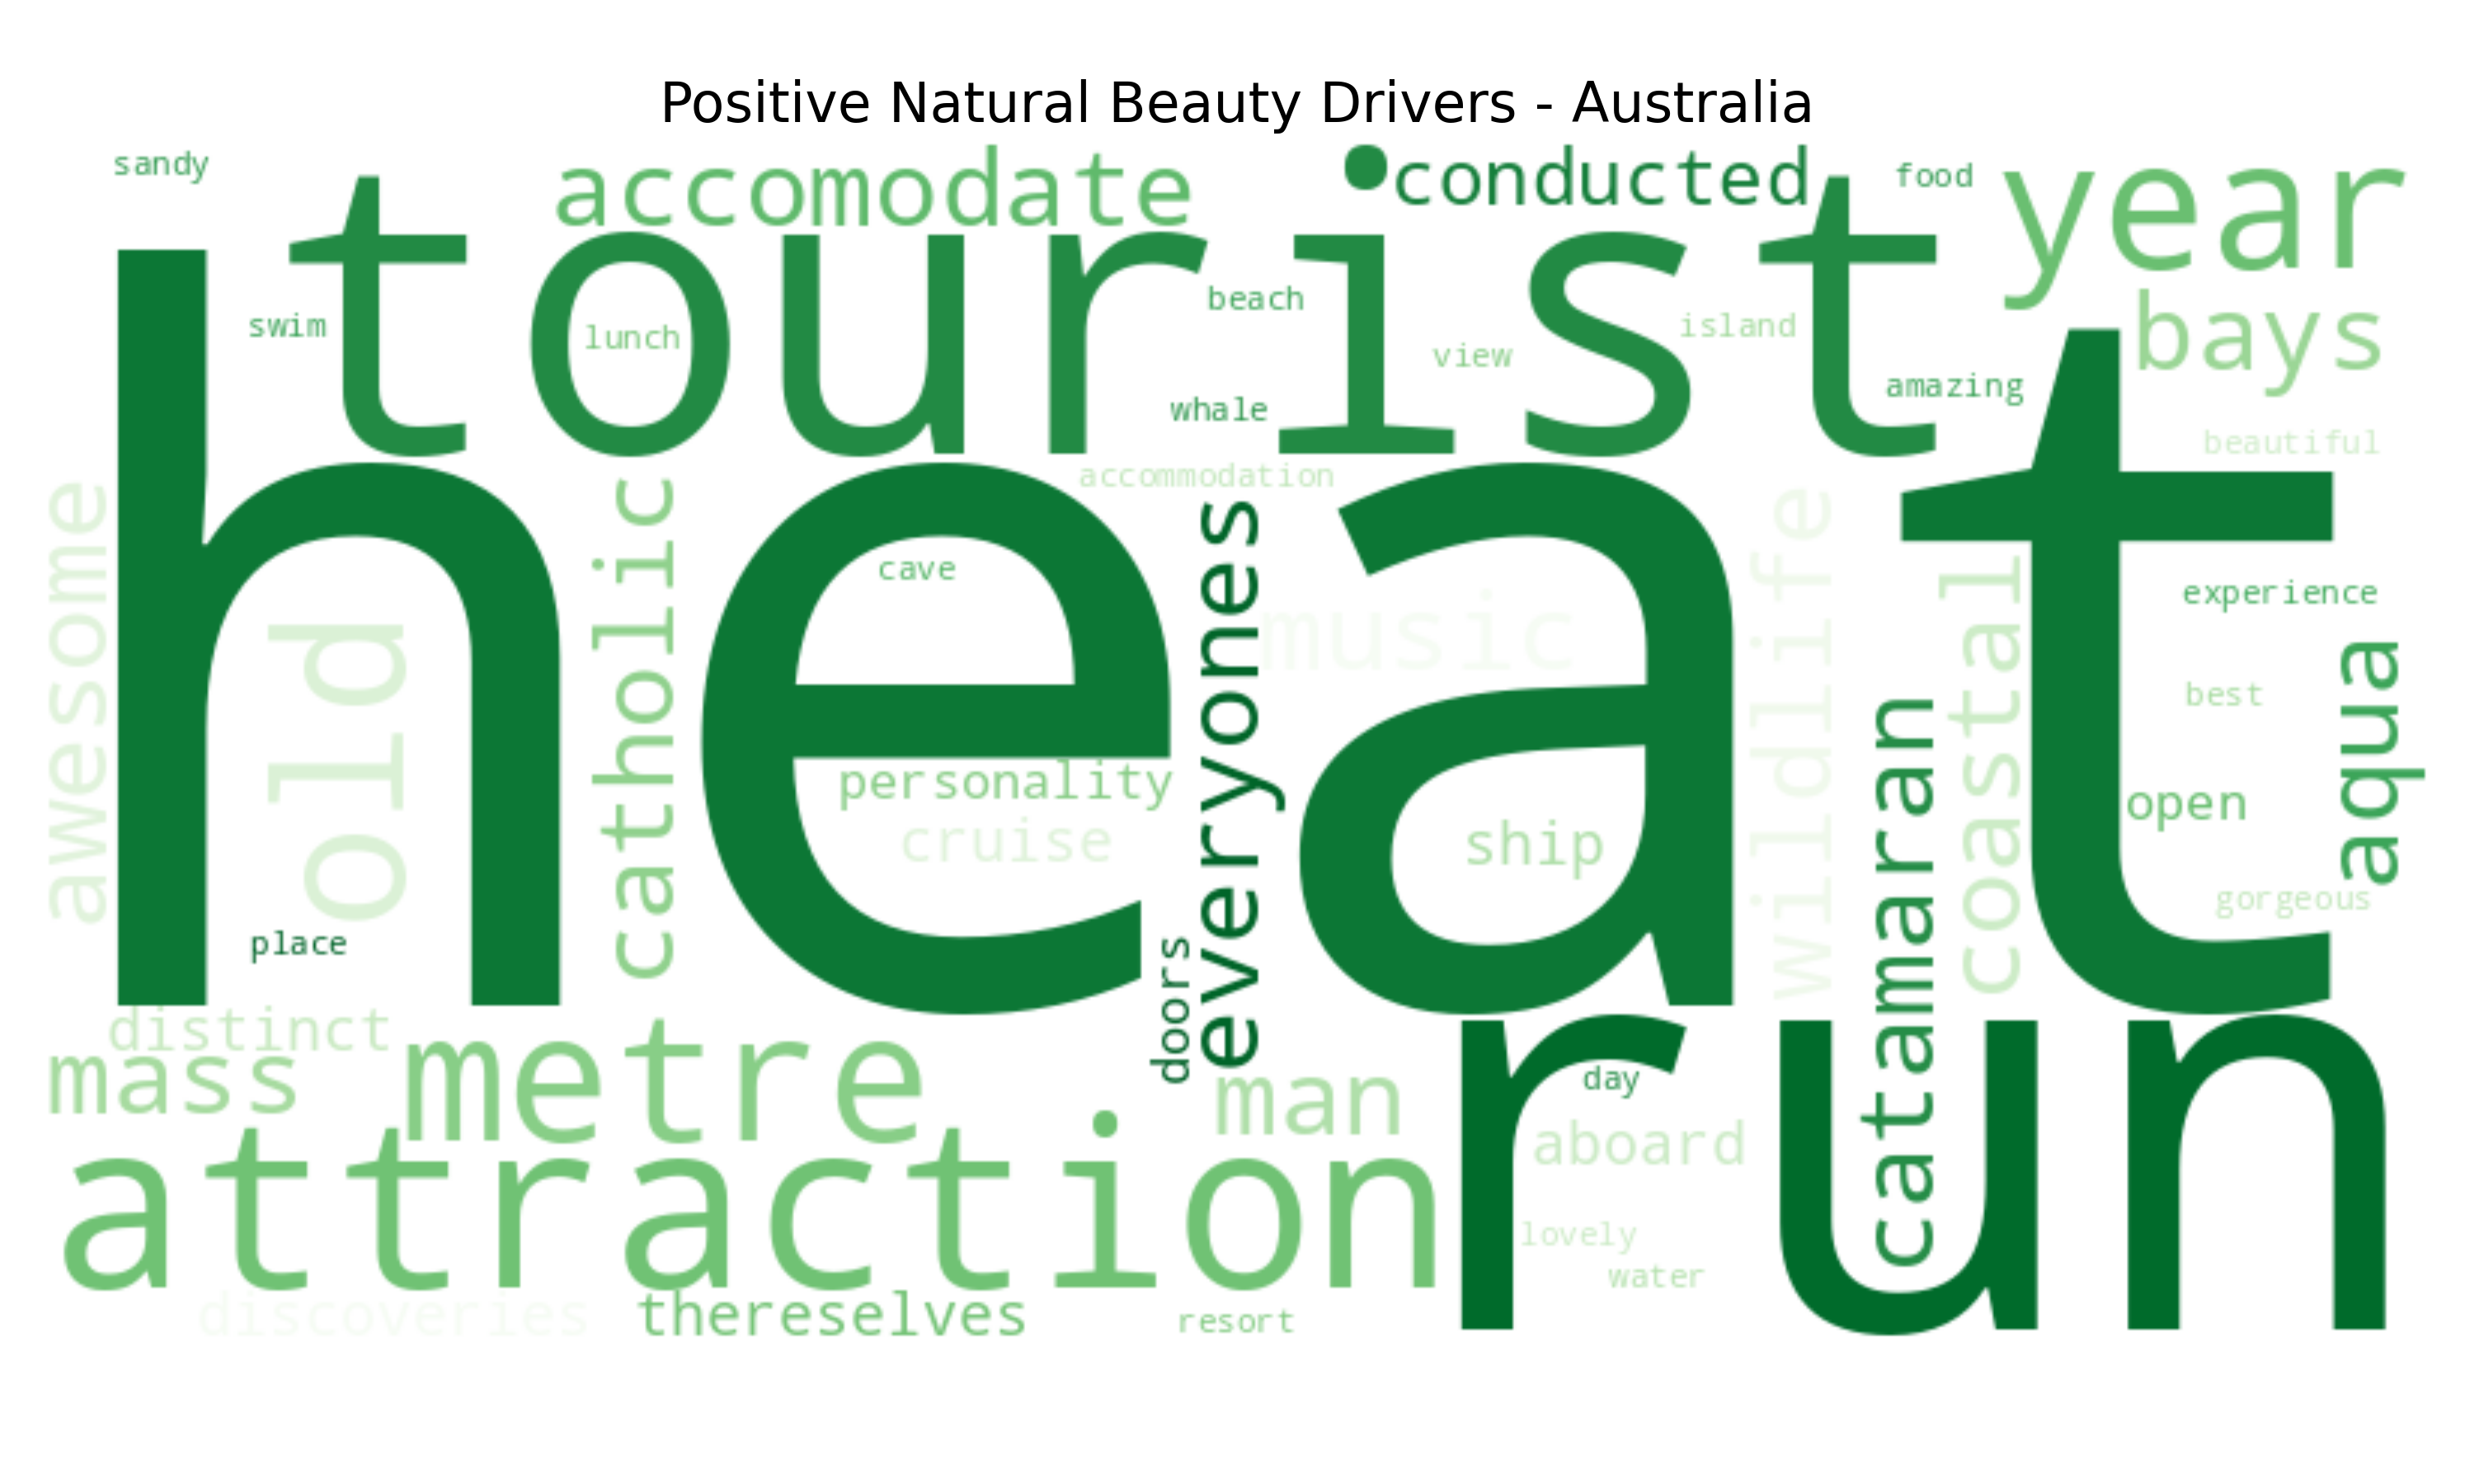 Positive Natural Beauty Drivers - Australia
sandy
accomodate
conducted
food
year
tourist
swim
lunch
beach
view
island
whale
amazing
bays
beautiful
accommodation
heat
awesome
old
catholic
cave
everyones
music
wildlife
coastal
experience
best
aqua
personality
cruise
ship
catamaran
open
gorgeous
place
doors
distinct
mass
metre
man
day
run
aboard
attraction
lovely
water
discoveries
thereselves
resort